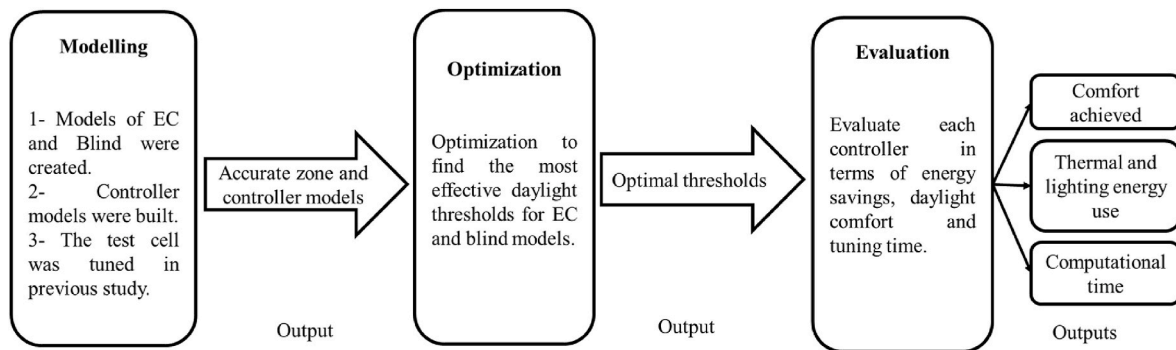 Modelling
1- Models of EC
and Blind were
created.
2- Controller
models were built.
3- The test cell
was tuned in
previous study.
Accurate zone and
controller models
Output
Optimization
Optimization to
find the most
effective daylight
thresholds for EC
and blind models.
Optimal thresholds
Output
Evaluation
Evaluate each
controller in
terms of energy
savings, daylight
comfort and
tuning time.
Comfort
achieved
Thermal and
lighting energy
use
Computational
time
Outputs